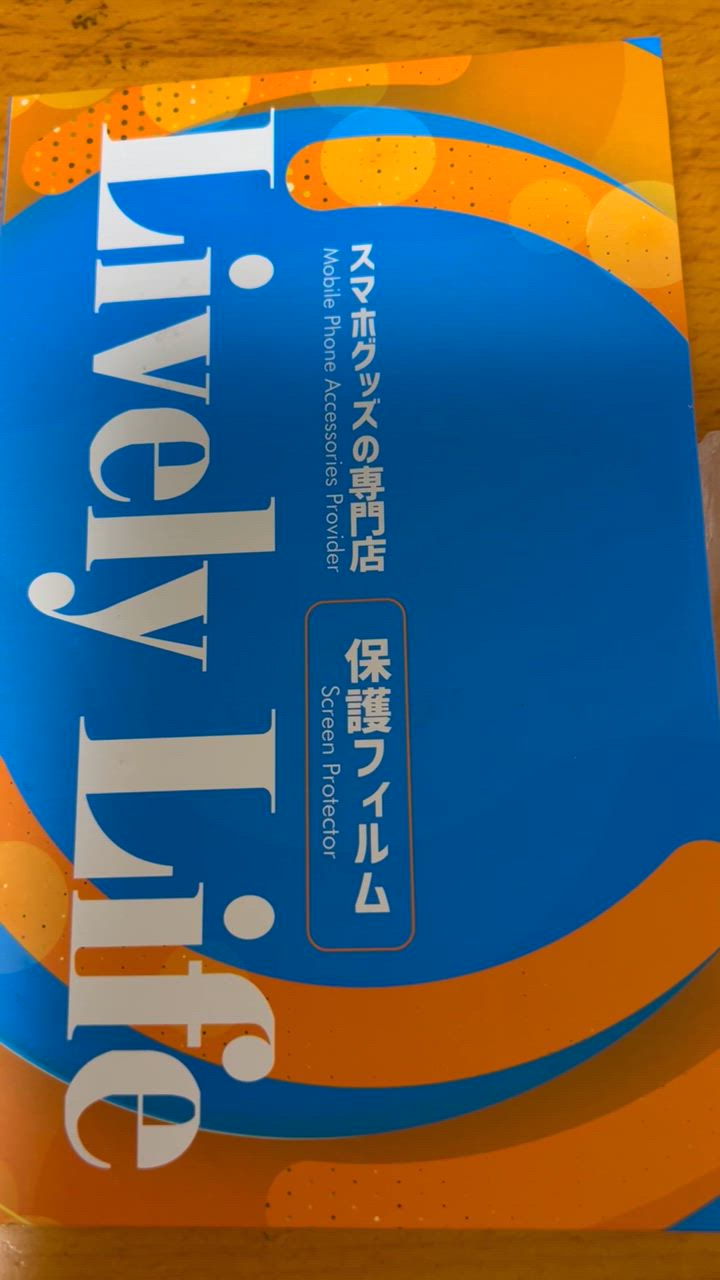 スマホグッズの専門店
Mobile Phone Accessories Provider
保護フィルム
Screen Protector
Lively Life